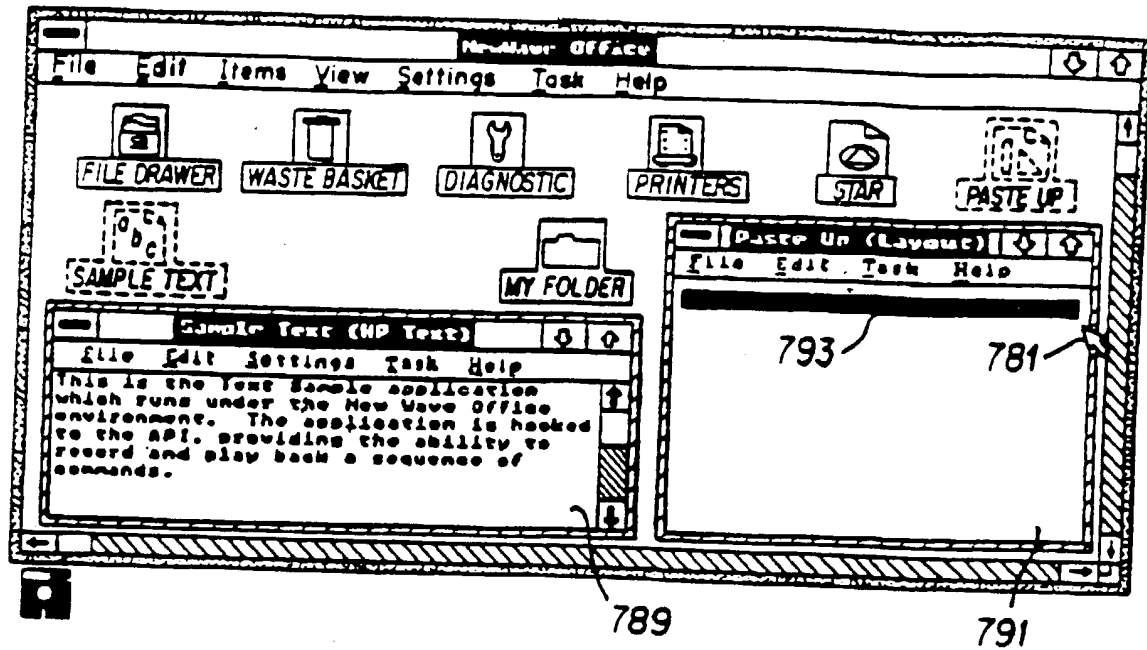 NewWave Office
File Edit Items View Settings Task Help
FILE DRAWER WASTE BASKET DIAGNOSTIC PRINTERS STAR PASTE UP
SAMPLE TEXT MY FOLDER
Paste Up (Layout)
File Edit Task Help
793 781
Sample Text (HP Text)
File Edit Settings Task Help
This is the Text Sample application
which runs under the New Wave Office
environment. The application is hooked
to the API, providing the ability to
record and play back a sequence of
commands.
789 791